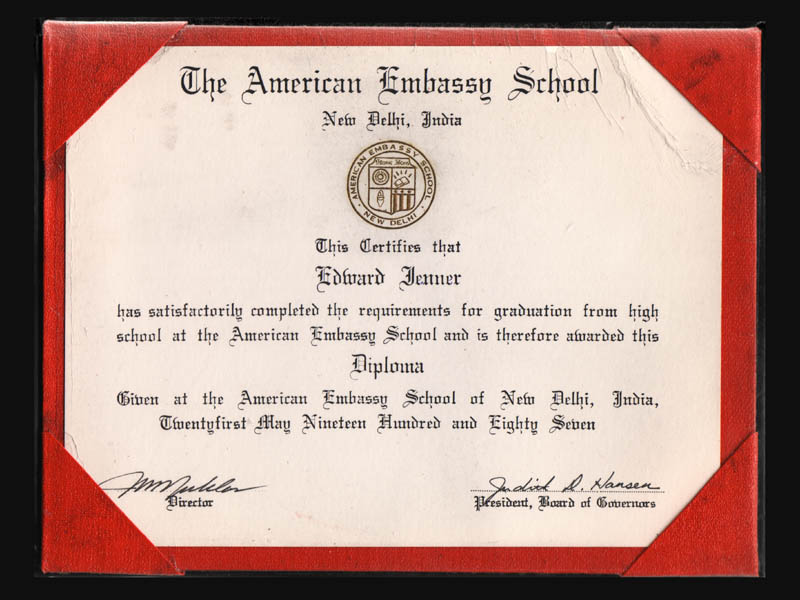 The American Embassy School
New Delhi, India
AMERICAN EMBASSY SCHOOL
NEW DELHI
This Certifies that
Edward Jenner
has satisfactorily completed the requirements for graduation from high
school at the American Embassy School and is therefore awarded this
Diploma
Given at the American Embassy School of New Delhi, India,
Twentyfirst May Nineteen Hundred and Eighty Seven
Judith D. Hansen
Director
President, Board of Governors